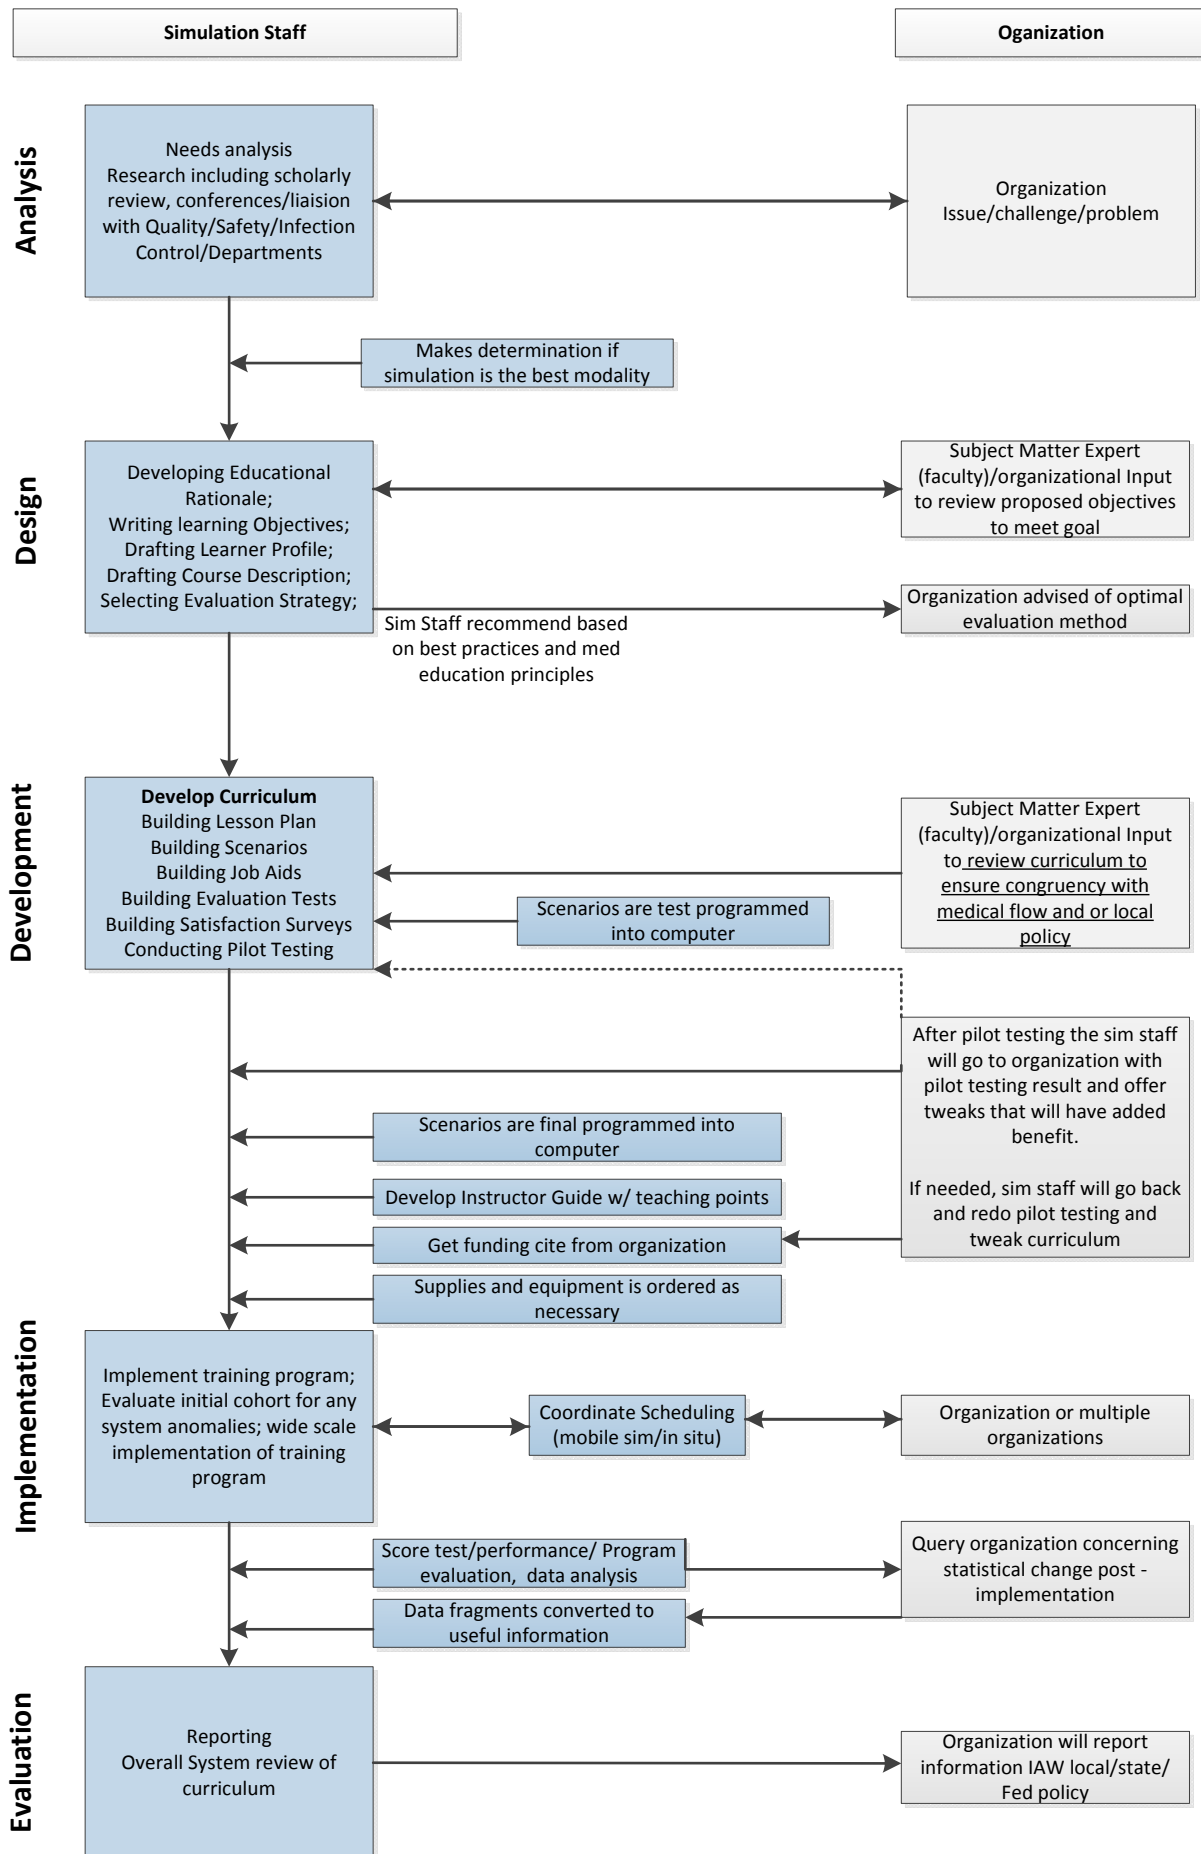 Simulation Staff
Oganization
Analysis
Needs analysis
Research including scholarly
review, conferences/liaision
with Quality/Safety/Infection
Control/Departments
Organization
Issue/challenge/problem
Makes determination if
simulation is the best modality
Design
Developing Educational
Rationale;
Writing learning Objectives;
Drafting Learner Profile;
Drafting Course Description;
Selecting Evaluation Strategy;
Subject Matter Expert
(faculty)/organizational Input
to review proposed objectives
to meet goal
Organization advised of optimal
evaluation method
Sim Staff recommend based
on best practices and med
education principles
Development
Develop Curriculum
Building Lesson Plan
Building Scenarios
Building Job Aids
Building Evaluation Tests
Building Satisfaction Surveys
Conducting Pilot Testing
Subject Matter Expert
(faculty)/organizational Input
to review curriculum to
ensure congruency with
medical flow and or local
policy
Scenarios are test programmed
into computer
After pilot testing the sim staff
will go to organization with
pilot testing result and offer
tweaks that will have added
benefit.
If needed, sim staff will go back
and redo pilot testing and
tweak curriculum
Scenarios are final programmed into
computer
Develop Instructor Guide w/ teaching points
Get funding cite from organization
Supplies and equipment is ordered as
necessary
Implementation
Implement training program;
Evaluate initial cohort for any
system anomalies; wide scale
implementation of training
program
Coordinate Scheduling
(mobile sim/in situ)
Organization or multiple
organizations
Score test/performance/ Program
evaluation, data analysis
Query organization concerning
statistical change post -
implementation
Data fragments converted to
useful information
Evaluation
Reporting
Overall System review of
curriculum
Organization will report
information IAW local/state/
Fed policy